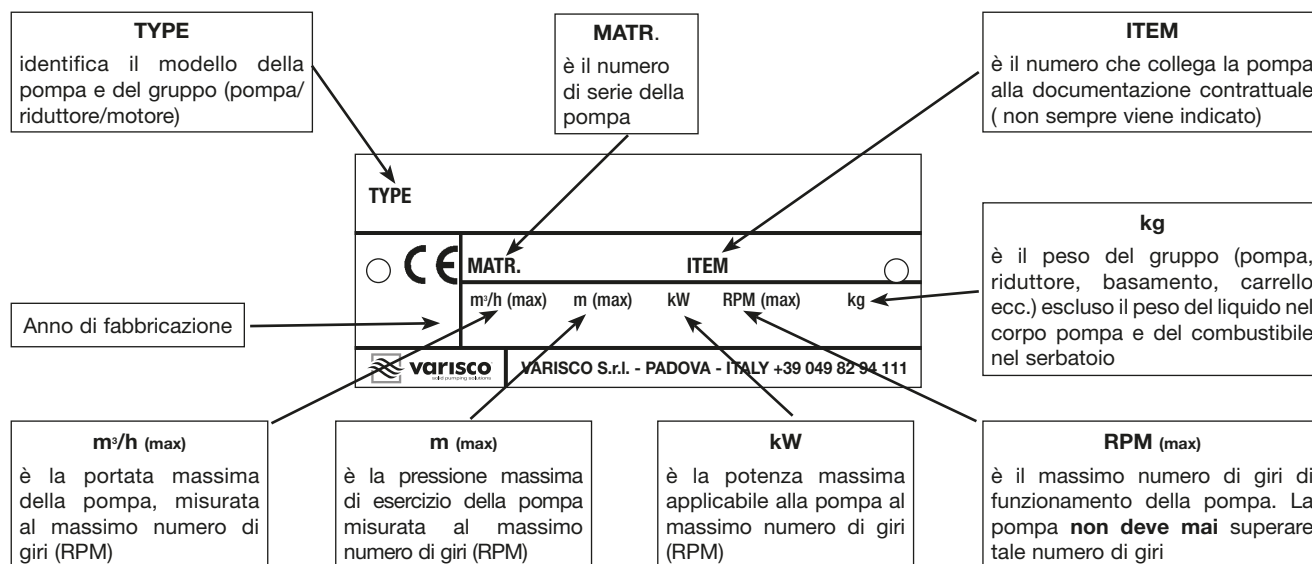 TYPE
identifica il modello della
pompa e del gruppo (pompa/
riduttore/motore)
MATR.
è il numero
di serie della
pompa
ITEM
è il numero che collega la pompa
alla documentazione contrattuale
( non sempre viene indicato)
TYPE
CE MATR. ITEM
m³/h (max) m (max) kW RPM (max) kg
varisco
solid pumping solutions
VARISCO S.r.l. - PADOVA - ITALY +39 049 82 94 111
Anno di fabbricazione
kg
è il peso del gruppo (pompa,
riduttore, basamento, carrello
ecc.) escluso il peso del liquido nel
corpo pompa e del combustibile
nel serbatoio
m³/h (max)
è la portata massima
della pompa, misurata
al massimo numero di
giri (RPM)
m (max)
è la pressione massima
di esercizio della pompa
misurata al massimo
numero di giri (RPM)
kW
è la potenza massima
applicabile alla pompa al
massimo numero di giri
(RPM)
RPM (max)
è il massimo numero di giri di
funzionamento della pompa. La
pompa non deve mai superare
tale numero di giri